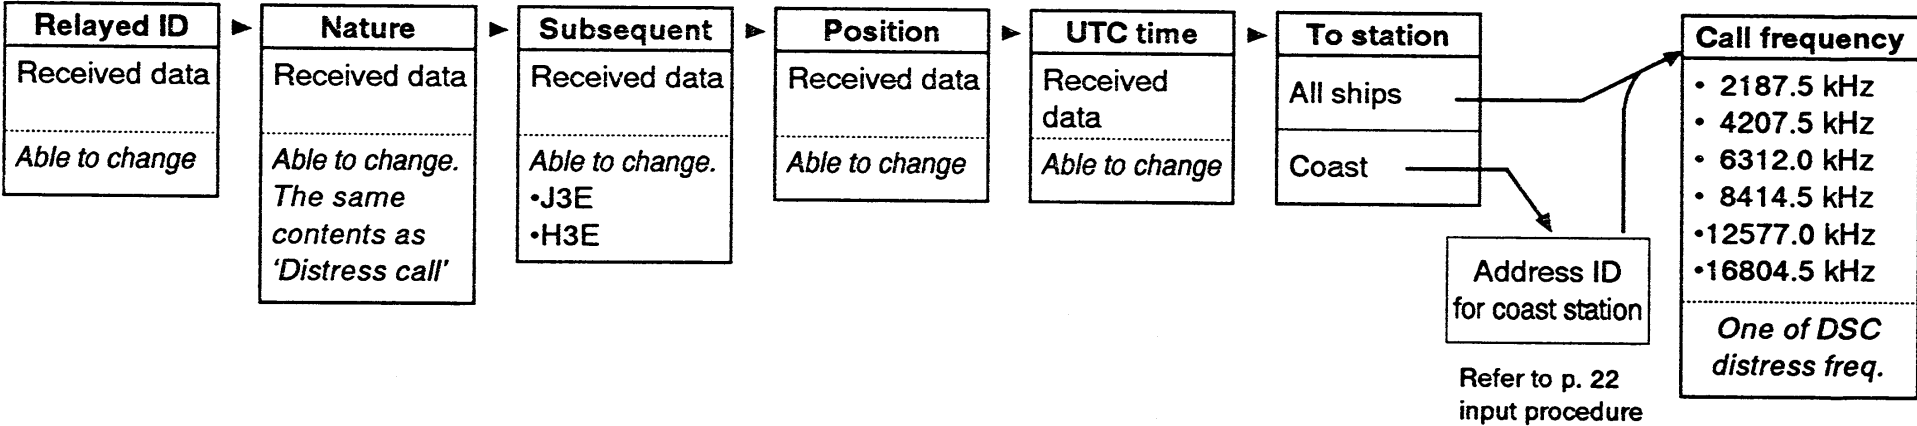 Relayed ID
Received data
Able to change
Nature
Received data
Able to change.
The same
contents as
'Distress call'
Subsequent
Received data
Able to change.
•J3E
•H3E
Position
Received data
Able to change
UTC time
Received
data
Able to change
To station
All ships
Coast
Address ID
for coast station
Refer to p. 22
input procedure
Call frequency
• 2187.5 kHz
• 4207.5 kHz
• 6312.0 kHz
• 8414.5 kHz
•12577.0 kHz
•16804.5 kHz
One of DSC
distress freq.